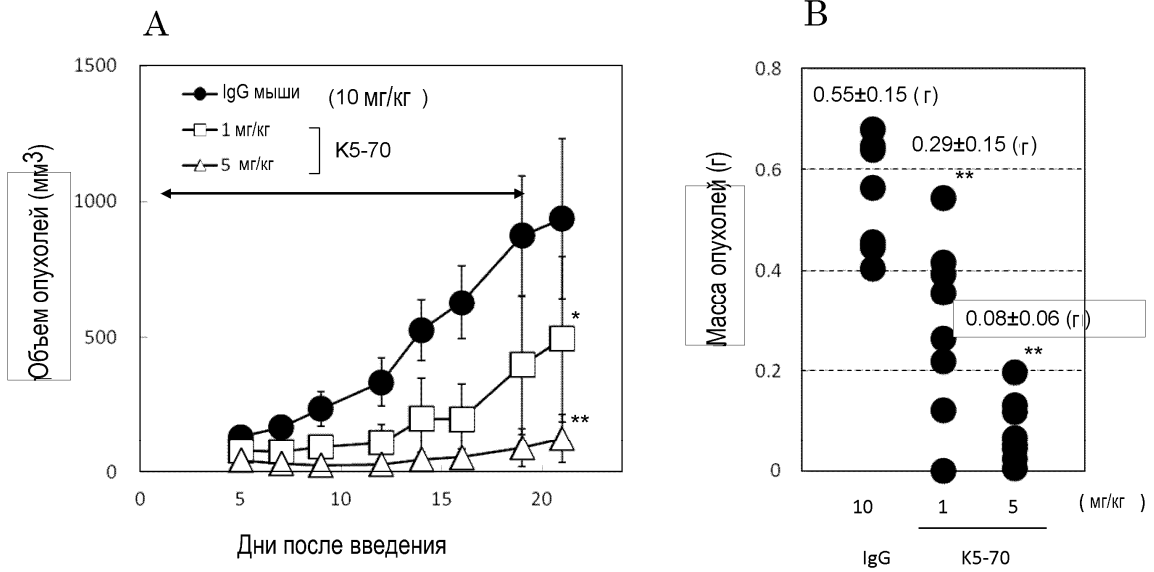 A
1500
1000
500
0
Объем опухолей (мм3)
IgG мыши (10 мг/кг )
1 мг/кг
5 мг/кг
K5-70
*
**
0 5 10 15 20
Дни после введения
B
0.8
0.6
0.4
0.2
0
Масса опухолей (г)
0.55±0.15 ( г)
0.29±0.15 (г)
**
0.08±0.06 (г)
**
10 1 5 ( мг/кг )
IgG K5-70